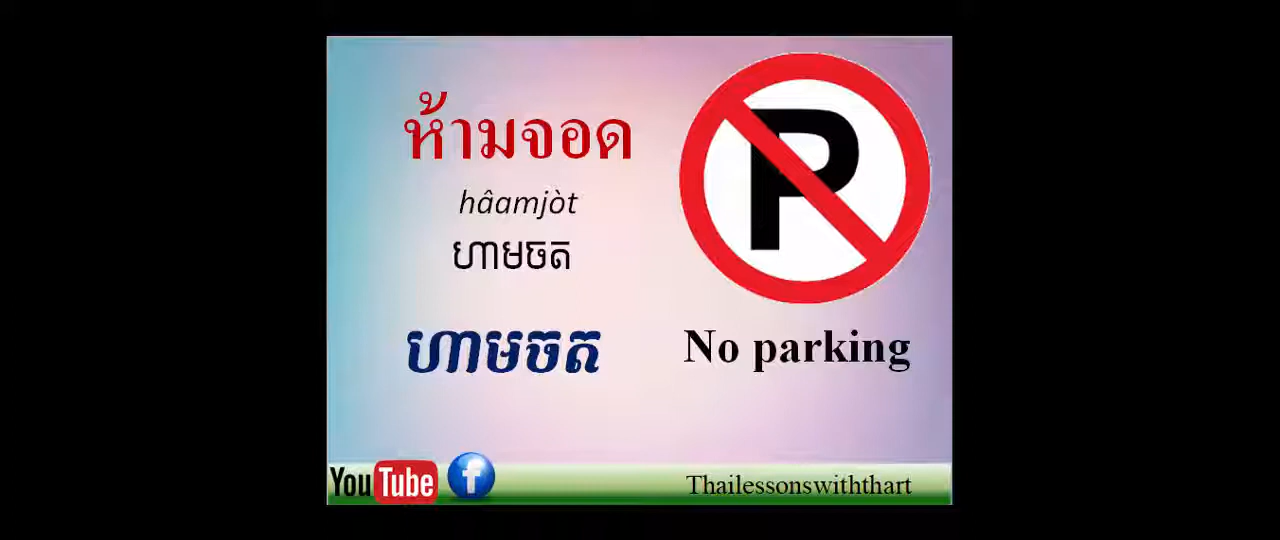 ห้ามจอด
hâamjòt
ហាមចត
ហាមចត
P
No parking
YouTube
f
Thailessonswiththart